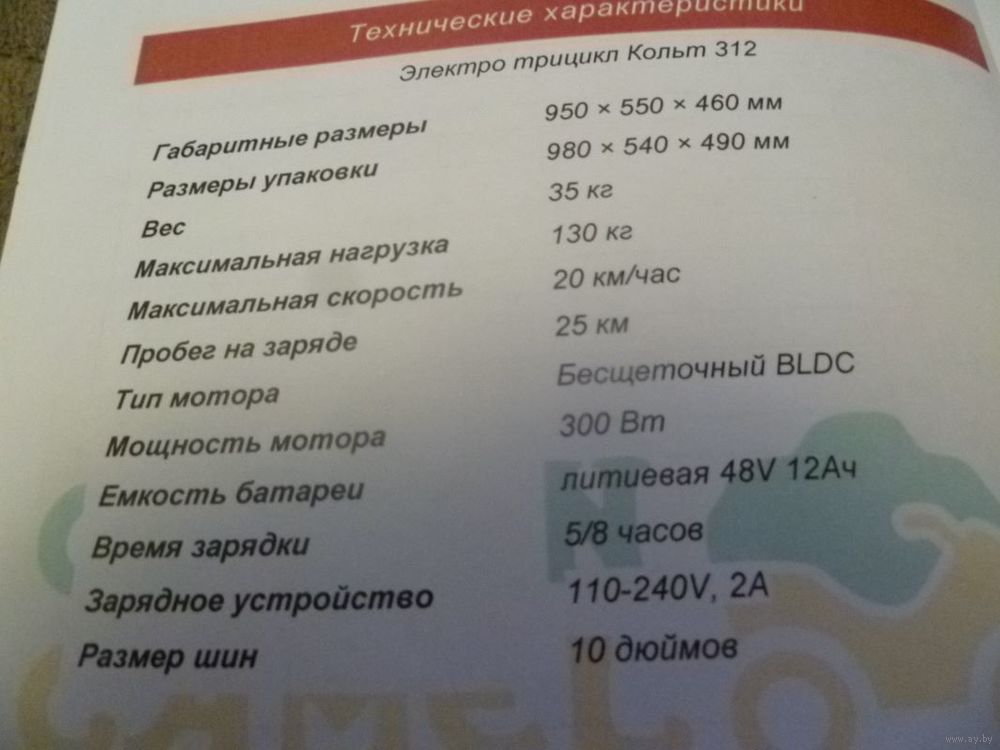 Технические характеристики
Электро трицикл Кольт 312
Габаритные размеры 950 × 550 × 460 мм
Размеры упаковки 980 × 540 × 490 мм
Вес 35 кг
Максимальная нагрузка 130 кг
Максимальная скорость 20 км/час
Пробег на заряде 25 км
Тип мотора Бесщеточный BLDC
Мощность мотора 300 Вт
Емкость батареи литиевая 48V 12Ач
Время зарядки 5/8 часов
Зарядное устройство 110-240V, 2A
Размер шин 10 дюймов
www.ay.by